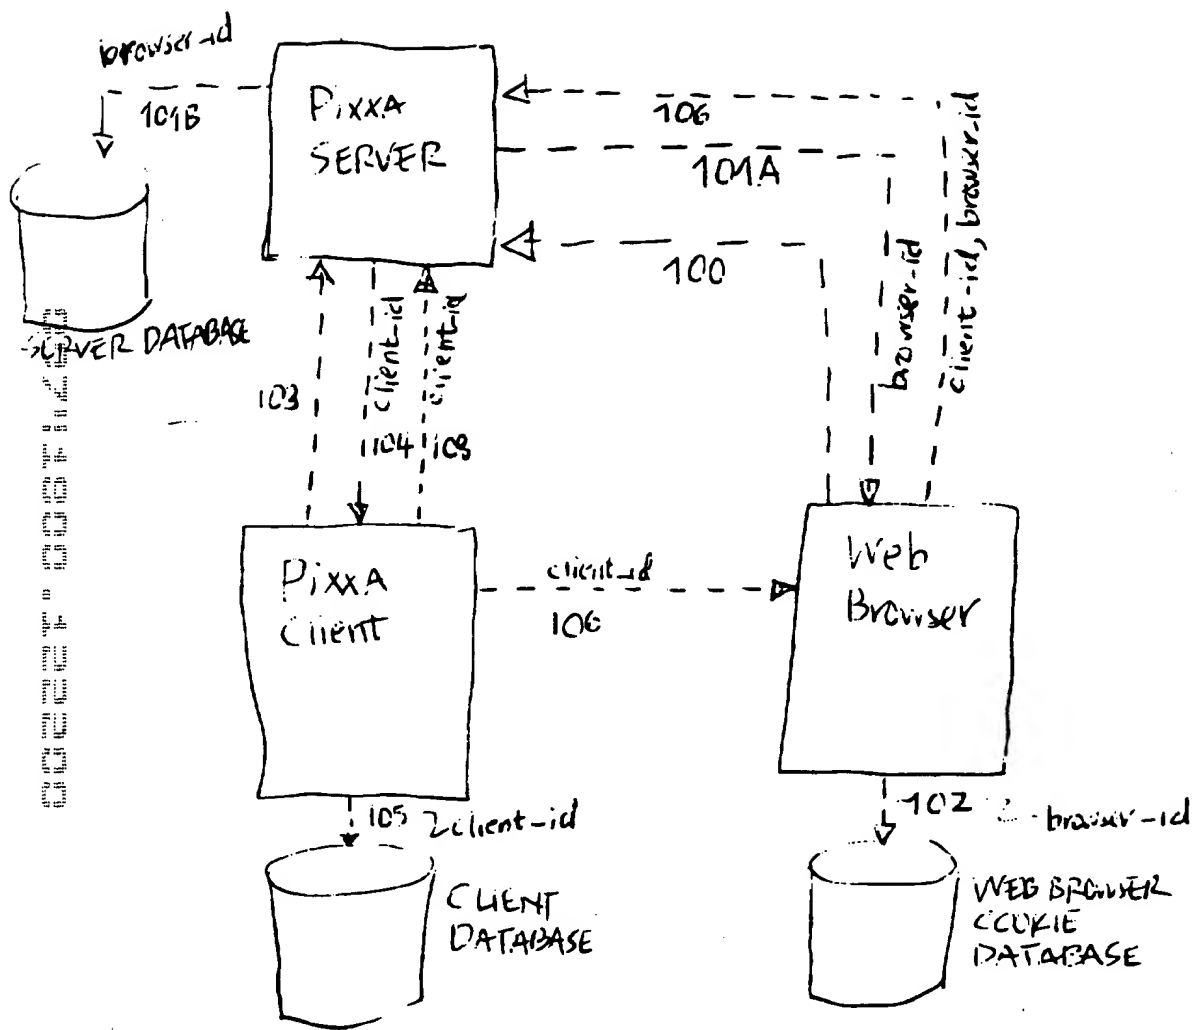 browser-id
101B
PixxA
SERVER
106
101A
100
browser-id
client-id, browser-id
SERVER DATABASE
103
client-id
104
client-id
108
PixxA
Client
client-id
106
Web
Browser
105
client-id
102
browser-id
CLIENT
DATABASE
WEB BROWSER
COOKIE
DATABASE